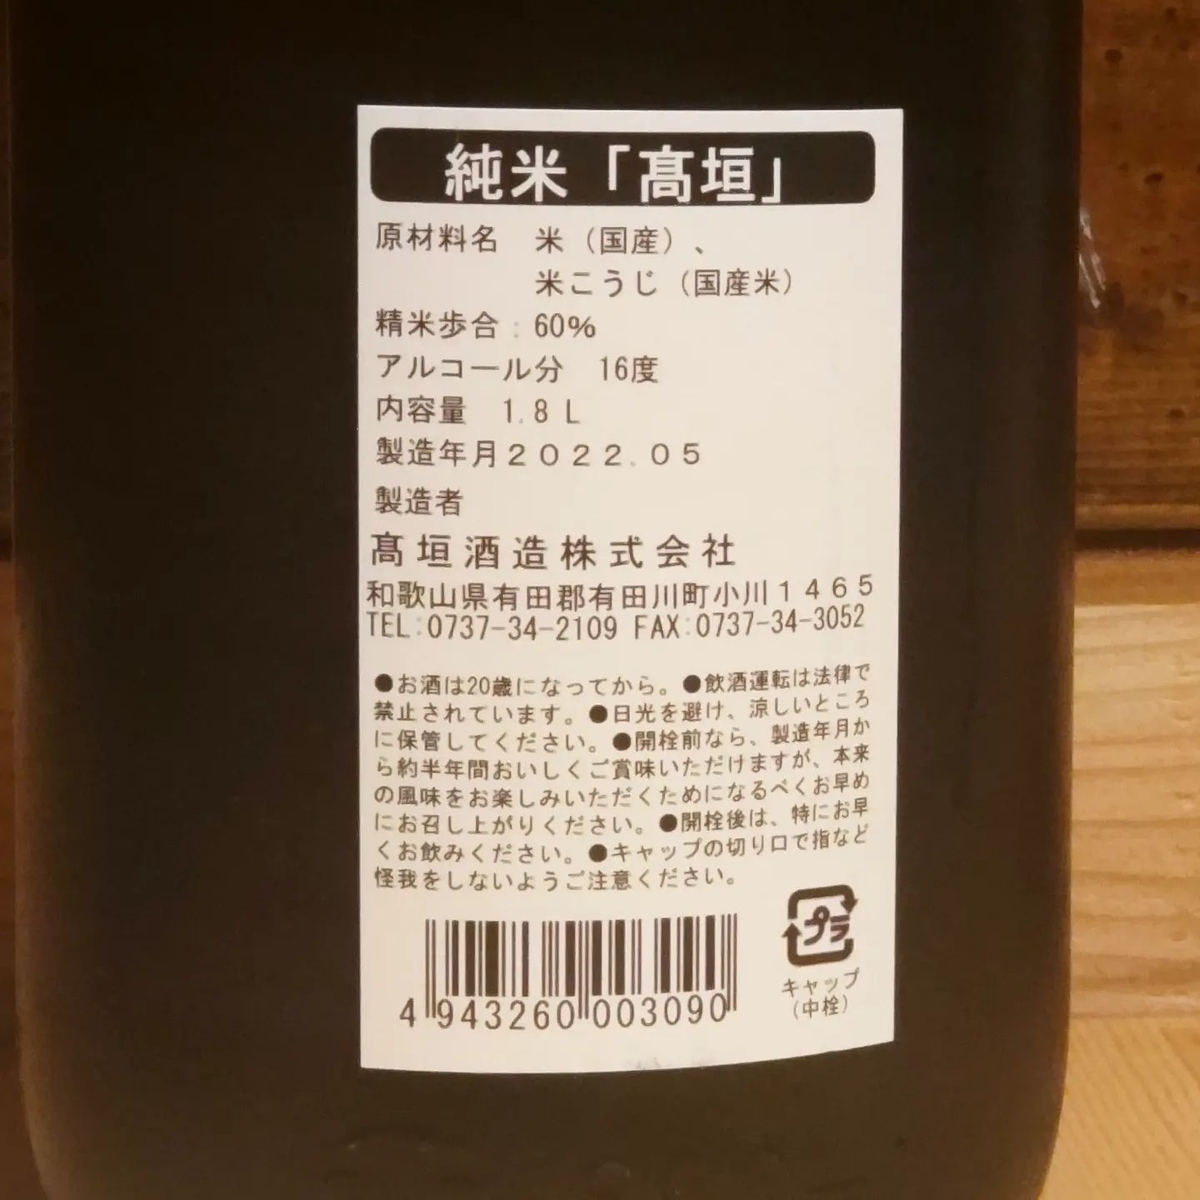 純米「髙垣」
原材料名　米（国産）、
米こうじ（国産米）
精米歩合：60%
アルコール分　16度
内容量　1.8L
製造年月２０２２.０５
製造者
髙垣酒造株式会社
和歌山県有田郡有田川町小川１４６５
TEL:0737-34-2109 FAX:0737-34-3052
●お酒は20歳になってから。●飲酒運転は法律で
禁止されています。●日光を避け、涼しいところ
に保管してください。●開栓前なら、製造年月か
ら約半年間おいしくご賞味いただけますが、本来
の風味をお楽しみいただくためになるべくお早め
にお召し上がりください。●開栓後は、特にお早
くお飲みください。●キャップの切り口で指など
怪我をしないようご注意ください。
プラ
キャップ
（中栓）
4 943260 003090